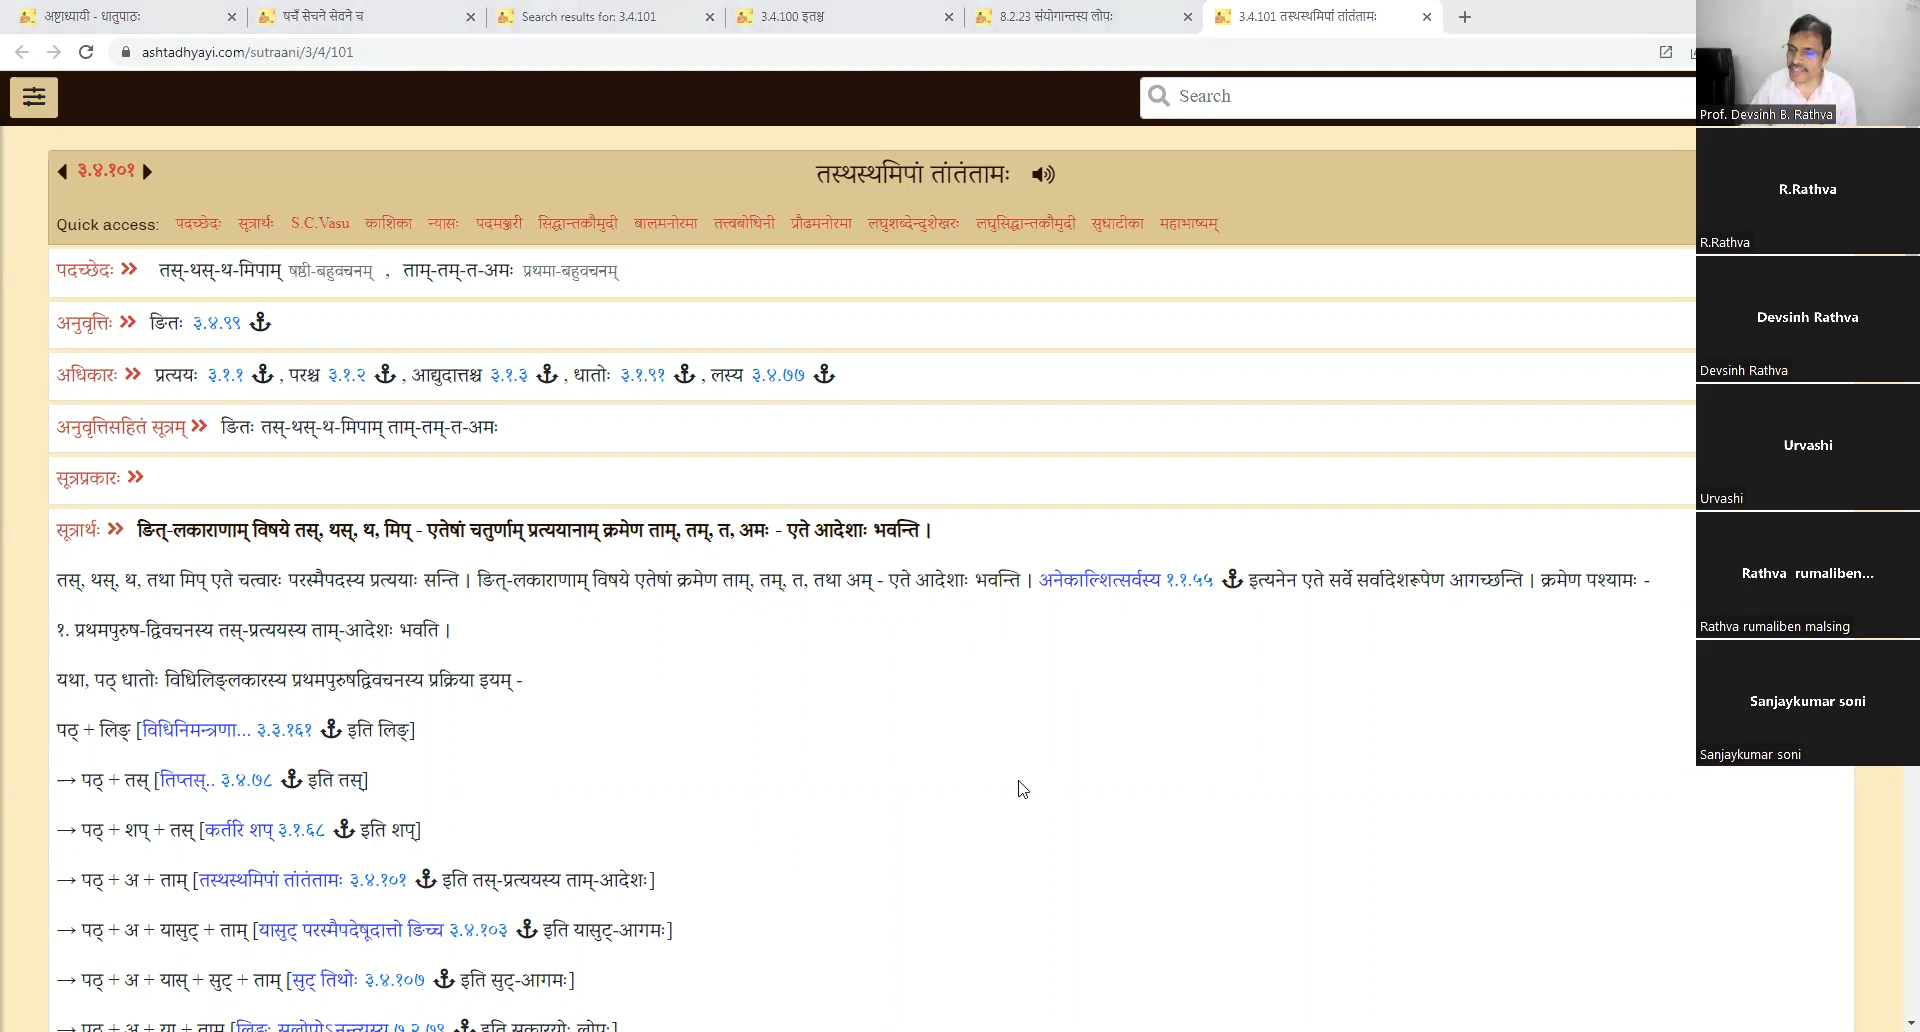 अष्टाध्यायी - धातुपाठः
षचँ सेचने सेवने च
Search results for: 3.4.101
3.4.100 इतश्च
8.2.23 संयोगान्तस्य लोपः
3.4.101 तस्थस्थमिपां तांतंतामः
ashtadhyayi.com/sutraani/3/4/101
Search
३.४.१०१
तस्थस्थमिपां तांतंतामः
Quick access: पदच्छेदः सूत्रार्थः S.C.Vasu काशिका न्यासः पदमञ्जरी सिद्धान्तकौमुदी बालमनोरमा तत्त्वबोधिनी प्रौढमनोरमा लघुशब्देन्दुशेखरः लघुसिद्धान्तकौमुदी सुधाटीका महाभाष्यम्
पदच्छेदः तस्-थस्-थ-मिपाम् षष्ठी-बहुवचनम् , ताम्-तम्-त-अमः प्रथमा-बहुवचनम्
अनुवृत्तिः ङितः ३.४.९९
अधिकारः प्रत्ययः ३.१.१ , परश्च ३.१.२ , आद्युदात्तश्च ३.१.३ , धातोः ३.१.९१ , लस्य ३.४.७७
अनुवृत्तिसहितं सूत्रम् ङितः तस्-थस्-थ-मिपाम् ताम्-तम्-त-अमः
सूत्रप्रकारः
सूत्रार्थः ङित्-लकाराणाम् विषये तस्, थस्, थ, मिप् - एतेषां चतुर्णाम् प्रत्ययानाम् क्रमेण ताम्, तम्, त, अमः - एते आदेशाः भवन्ति ।
तस्, थस्, थ, तथा मिप् एते चत्वारः परस्मैपदस्य प्रत्ययाः सन्ति । ङित्-लकाराणाम् विषये एतेषां क्रमेण ताम्, तम्, त, तथा अम् - एते आदेशाः भवन्ति । अनेकाल्शित्सर्वस्य १.१.५५ इत्यनेन एते सर्वे सर्वादेशरूपेण आगच्छन्ति । क्रमेण पश्यामः -
१. प्रथमपुरुष-द्विवचनस्य तस्-प्रत्ययस्य ताम्-आदेशः भवति ।
यथा, पठ् धातोः विधिलिङ्लकारस्य प्रथमपुरुषद्विवचनस्य प्रक्रिया इयम् -
पठ् + लिङ् [विधिनिमन्त्रणा... ३.३.१६१ इति लिङ्]
→ पठ् + तस् [तिप्तस्.. ३.४.७८ इति तस्]
→ पठ् + शप् + तस् [कर्तरि शप् ३.१.६८ इति शप्]
→ पठ् + अ + ताम् [तस्थस्थमिपां तांतंतामः ३.४.१०१ इति तस्-प्रत्ययस्य ताम्-आदेशः]
→ पठ् + अ + यासुट् + ताम् [यासुट् परस्मैपदेषूदात्तो ङिच्च ३.४.१०३ इति यासुट्-आगमः]
→ पठ् + अ + यास् + सुट् + ताम् [सुट् तिथोः ३.४.१०७ इति सुट्-आगमः]
→ पठ् + अ + या + ताम् [लिङः सलोपोऽनन्त्यस्य ७.२.७९ इति सकारयोः लोपः]
Prof. Devsinh B. Rathva
R.Rathva
R.Rathva
Devsinh Rathva
Devsinh Rathva
Urvashi
Urvashi
Rathva rumaliben...
Rathva rumaliben malsing
Sanjaykumar soni
Sanjaykumar soni